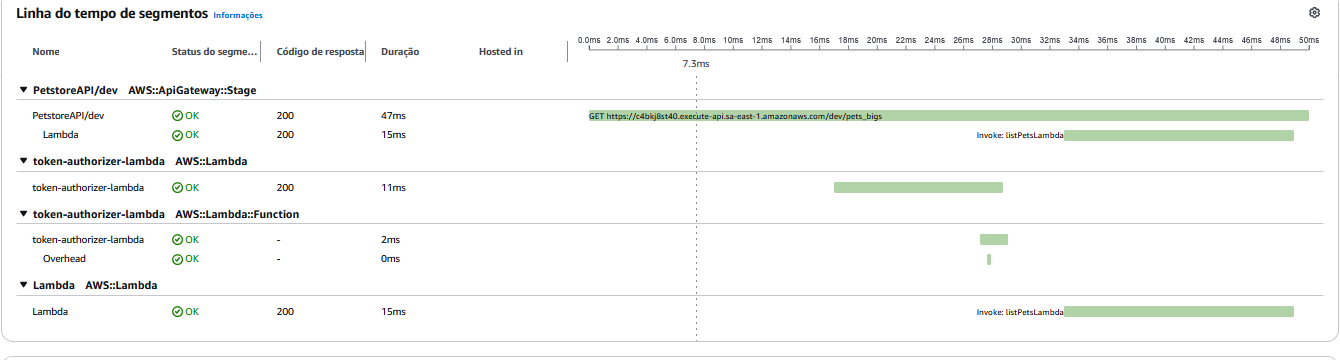 Linha do tempo de segmentos Informações
Nome Status do segme... Código de resposta Duração Hosted in 0.0ms 2.0ms 4.0ms 6.0ms 8.0ms 10ms 12ms 14ms 16ms 18ms 20ms 22ms 24ms 26ms 28ms 30ms 32ms 34ms 36ms 38ms 40ms 42ms 44ms 46ms 48ms 50ms
7.3ms
PetstoreAPI/dev AWS::ApiGateway::Stage
PetstoreAPI/dev OK 200 47ms GET https://c4bkj8st40.execute-api.sa-east-1.amazonaws.com/dev/pets_bigs
Lambda OK 200 15ms Invoke: listPetsLambda
token-authorizer-lambda AWS::Lambda
token-authorizer-lambda OK 200 11ms
token-authorizer-lambda AWS::Lambda::Function
token-authorizer-lambda OK - 2ms
Overhead OK - 0ms
Lambda AWS::Lambda
Lambda OK 200 15ms Invoke: listPetsLambda